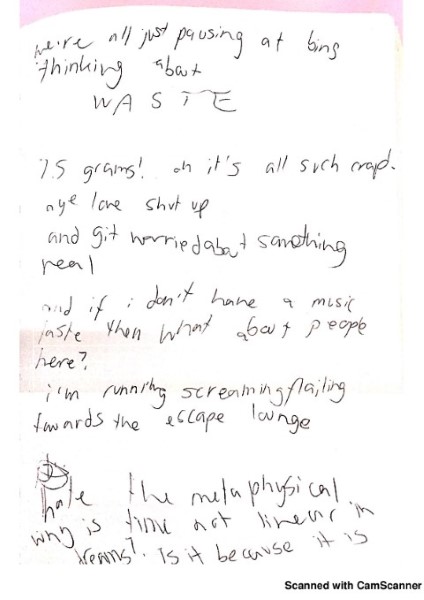 we're all just pausing at bins
thinking about
WASTE
7.5 grams! oh it's all such crap.
aye love shut up
and git worried about something
real
and if i don't have a music
taste then what about people
here?
i'm running screaming flailing
towards the escape lounge
hate the metaphysical.
why is time not linear in
dreams? Is it because it is
Scanned with CamScanner